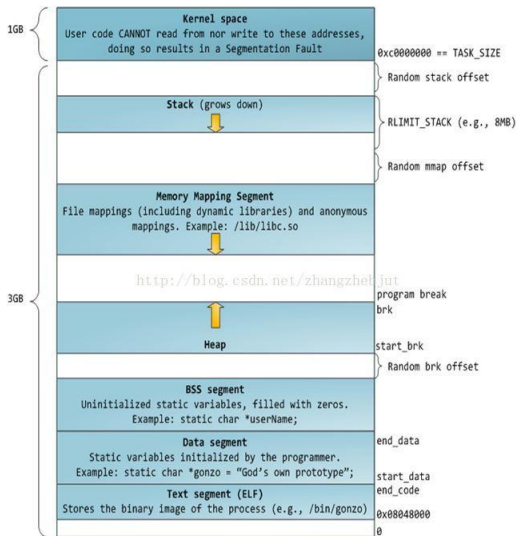 1GB
Kernel space
User code CANNOT read from nor write to these addresses,
doing so results in a Segmentation Fault
0xc0000000 == TASK_SIZE
Random stack offset
Stack (grows down)
RLIMIT_STACK (e.g., 8MB)
Random mmap offset
Memory Mapping Segment
File mappings (including dynamic libraries) and anonymous
mappings. Example: /lib/libc.so
http://blog.csdn.net/zhangzhebjut
3GB
program break
brk
Heap
start_brk
Random brk offset
BSS segment
Uninitialized static variables, filled with zeros.
Example: static char *userName;
Data segment
Static variables initialized by the programmer.
Example: static char *gonzo = “God's own prototype”;
end_data
start_data
Text segment (ELF)
Stores the binary image of the process (e.g., /bin/gonzo)
end_code
0x08048000
0